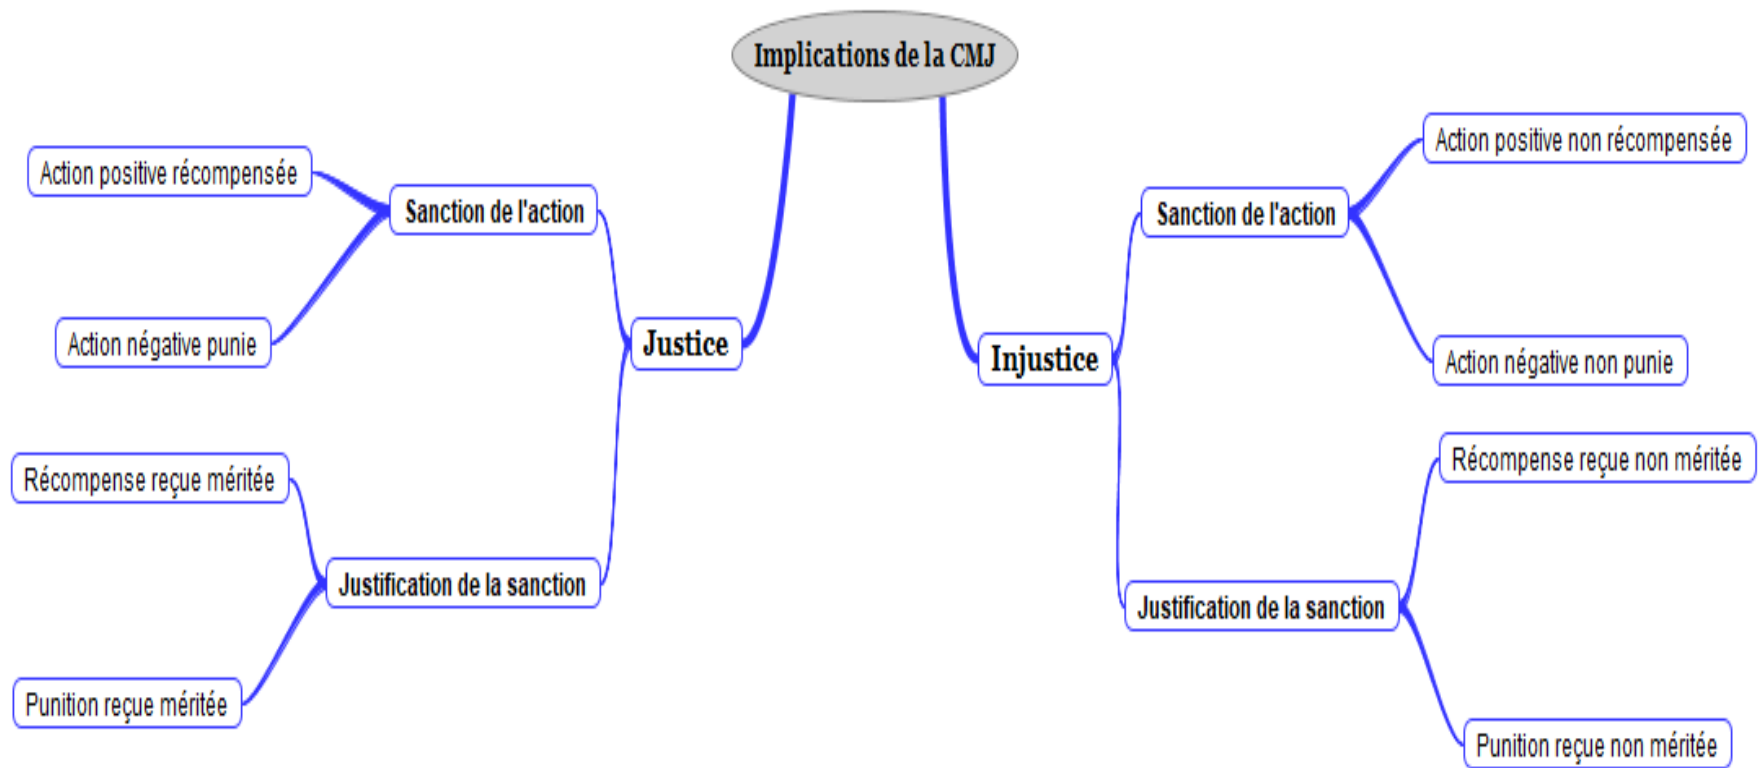 Implications de la CMJ
Justice
Sanction de l'action
Action positive récompensée
Action négative punie
Justification de la sanction
Récompense reçue méritée
Punition reçue méritée
Injustice
Sanction de l'action
Action positive non récompensée
Action négative non punie
Justification de la sanction
Récompense reçue non méritée
Punition reçue non méritée